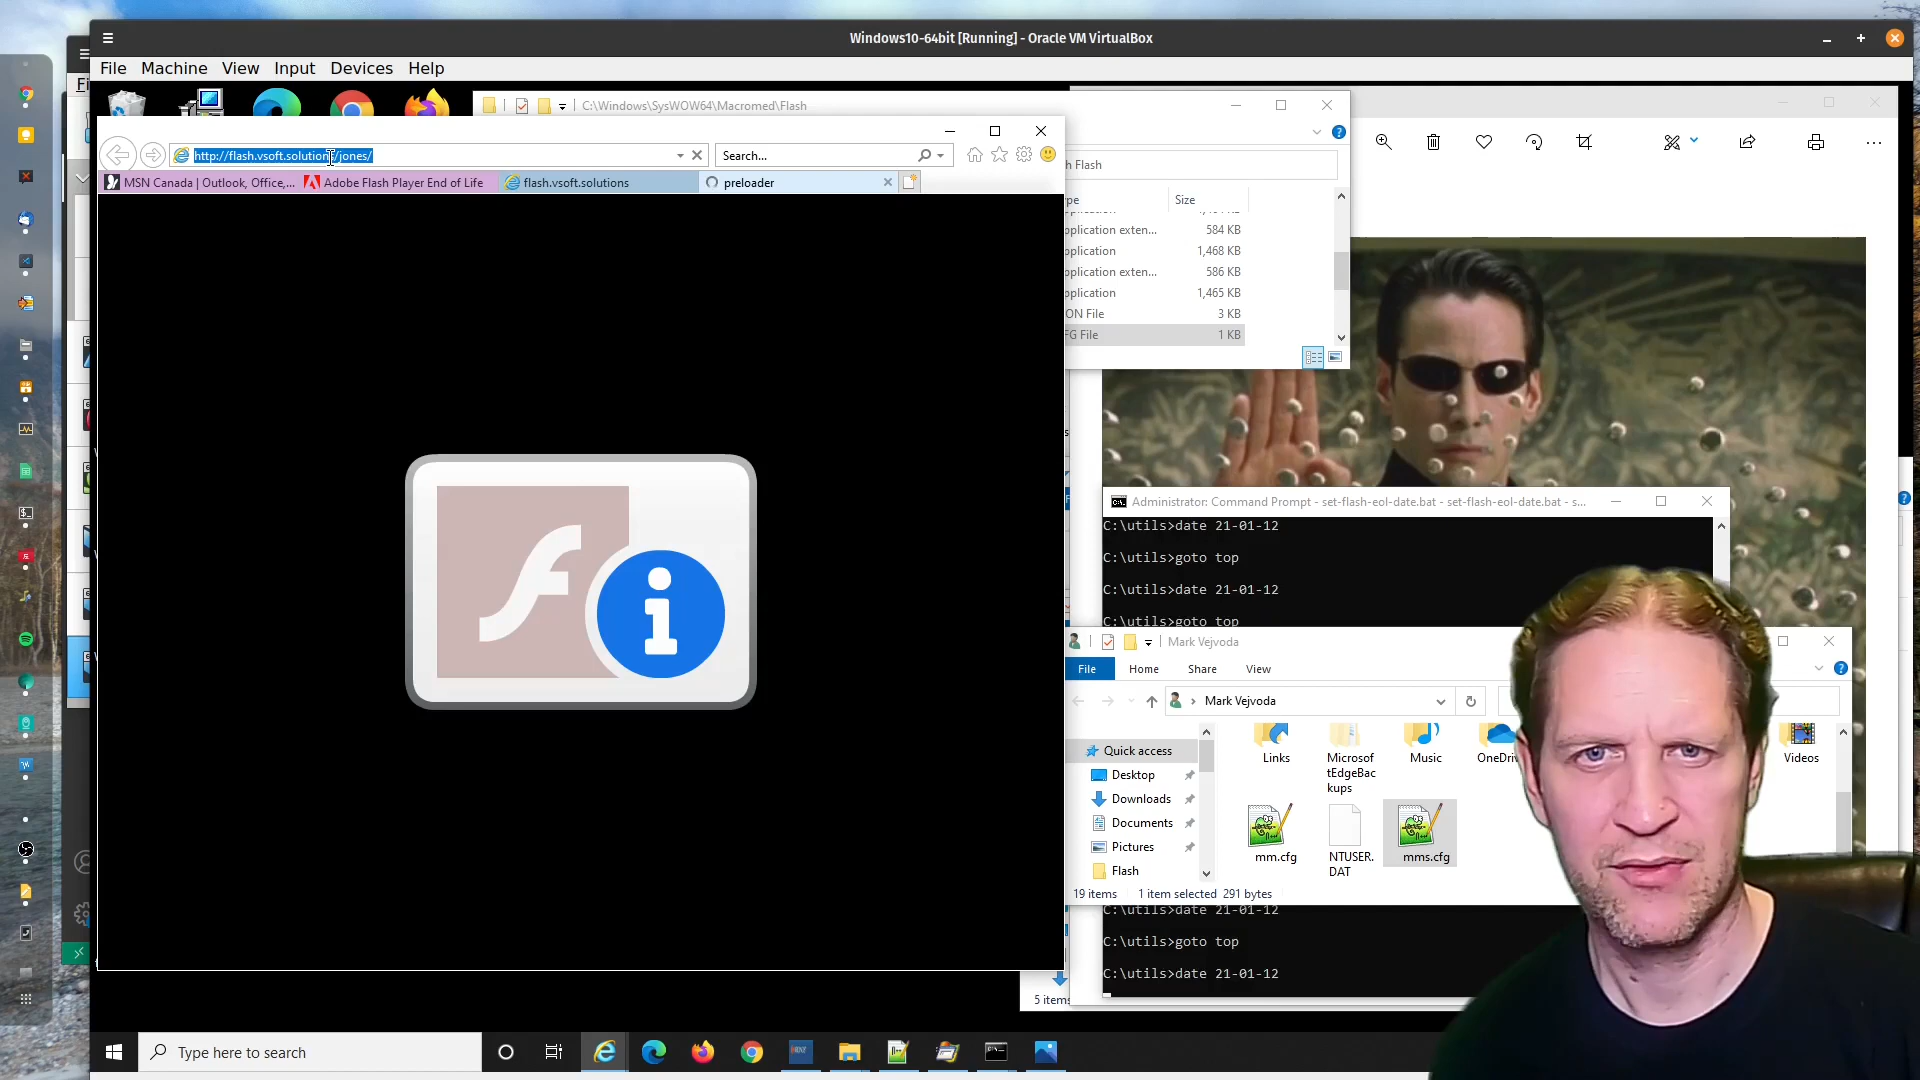 Windows10-64bit [Running] - Oracle VM VirtualBox
File Machine View Input Devices Help
C:\Windows\SysWOW64\Macromed\Flash
http://flash.vsoft.solutions/jones/
Search...
MSN Canada | Outlook, Office,...
Adobe Flash Player End of Life
flash.vsoft.solutions
preloader
h Flash
Size
pplication exten... 584 KB
pplication 1,468 KB
pplication exten... 586 KB
pplication 1,465 KB
ON File 3 KB
FG File 1 KB
Administrator: Command Prompt - set-flash-eol-date.bat - set-flash-eol-date.bat - s...
C:\utils>date 21-01-12
C:\utils>goto top
C:\utils>date 21-01-12
C:\utils>goto top
Mark Vejvoda
File Home Share View
Mark Vejvoda
Quick access
Desktop
Downloads
Documents
Pictures
Flash
Links
Microsof
tEdgeBac
kups
Music
OneDri
Videos
mm.cfg
NTUSER.
DAT
mms.cfg
19 items 1 item selected 291 bytes
C:\utils>date 21-01-12
C:\utils>goto top
C:\utils>date 21-01-12
5 items
Type here to search